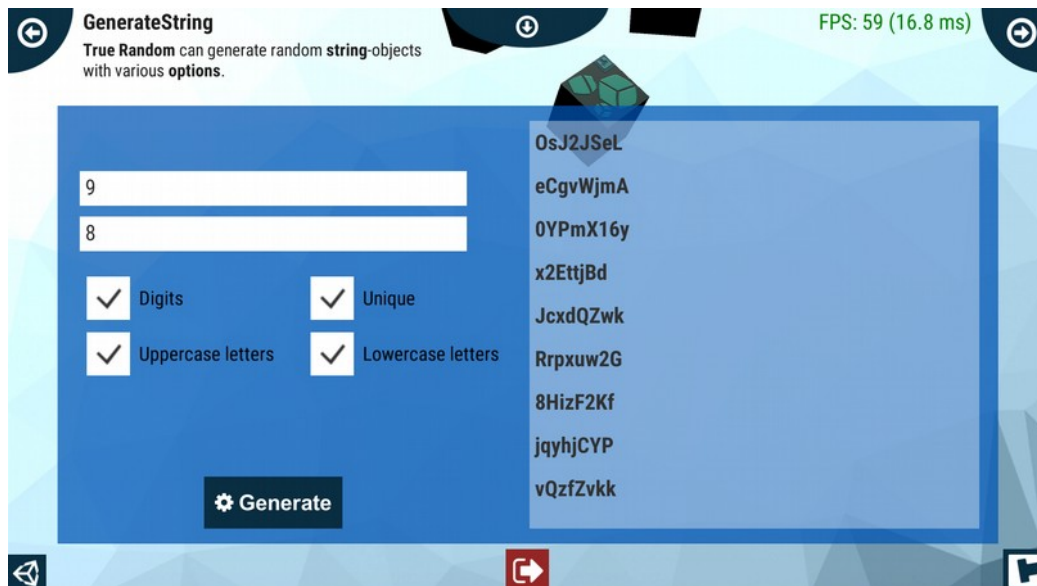 GenerateString
FPS: 59 (16.8 ms)
True Random can generate random string-objects
with various options.
9
8
Digits
Unique
Uppercase letters
Lowercase letters
Generate
OsJ2JSeL
eCgvWjmA
0YPmX16y
x2EttjBd
JcxdQZwk
Rrpxuw2G
8HizF2Kf
jqyhjCYP
vQzfZvkk